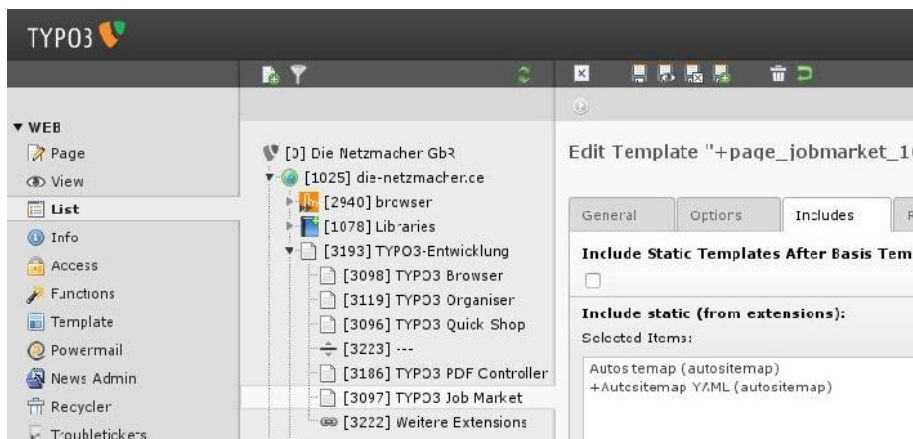 TYPO3
WEB
Page
View
List
Info
Access
Functions
Template
Powermail
News Admin
Recycler
Troubletickets
[0] Die Netzmacher GbR
[1025] die-netzmacher.de
[2940] browser
[1078] Libraries
[3193] TYPO3-Entwicklung
[3098] TYPO3 Browser
[3119] TYPO3 Organiser
[3096] TYPO3 Quick Shop
[3223] ---
[3186] TYPO3 PDF Controller
[3097] TYPO3 Job Market
[3222] Weitere Extensions
Edit Template "+page_jobmarket_1
General Options Includes
Include Static Templates After Basis Tem
Include static (from extensions):
Selected Items:
Autositemap (autositemap)
+Autositemap YAML (autositemap)